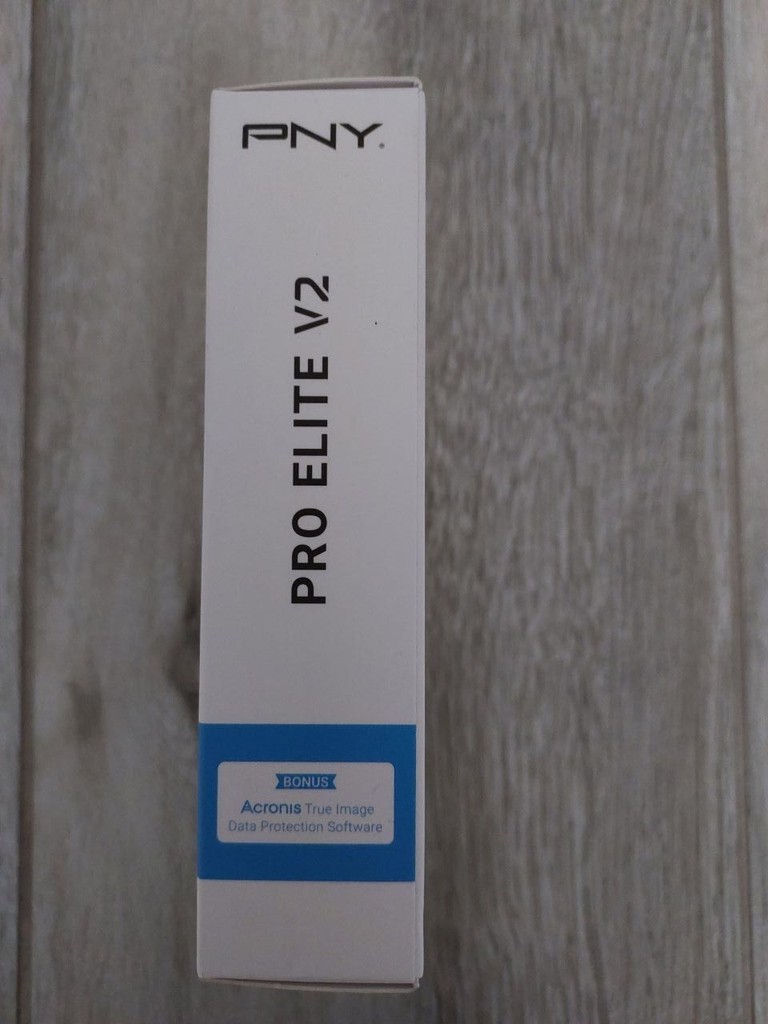 PNY
PRO ELITE V2
BONUS
Acronis True Image
Data Protection Software